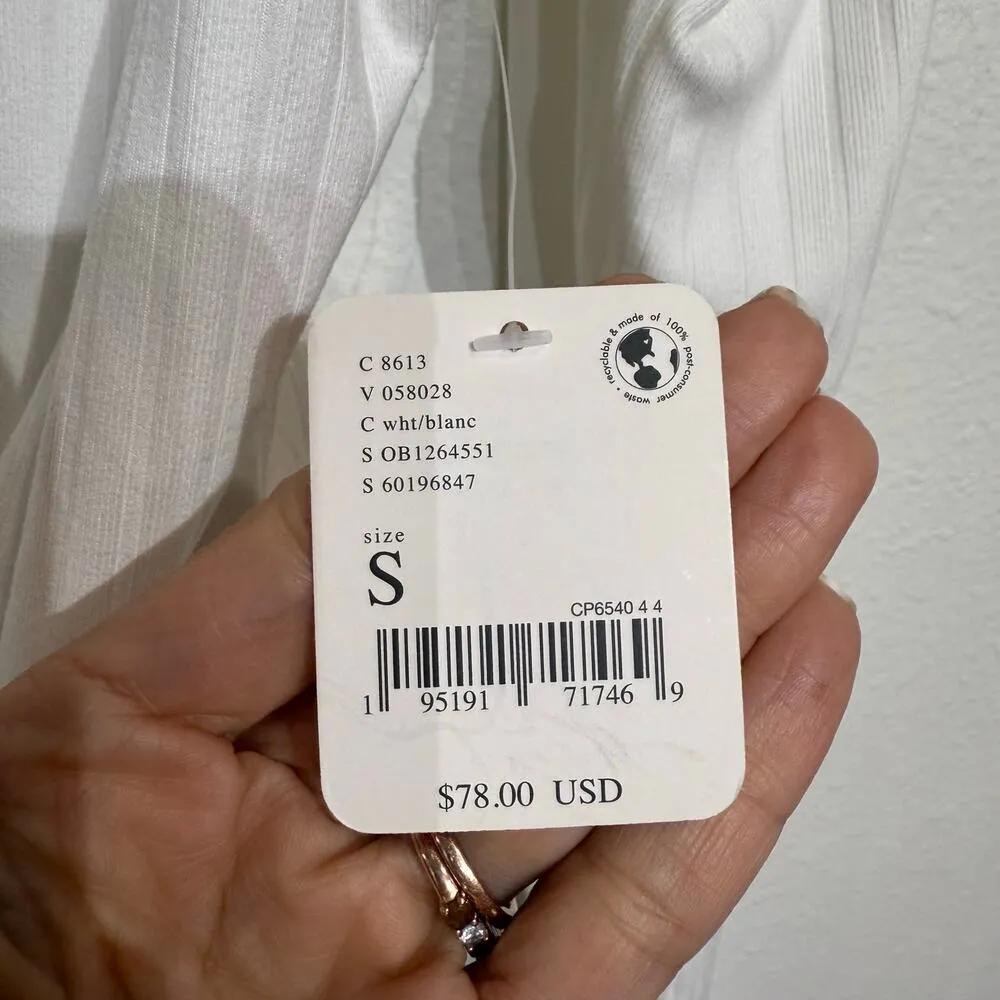 C 8613
V 058028
C wht/blanc
S OB1264551
S 60196847
recyclable & made of 100% post-consumer waste •
size
S
CP6540 4 4
1 95191 71746 9
$78.00 USD